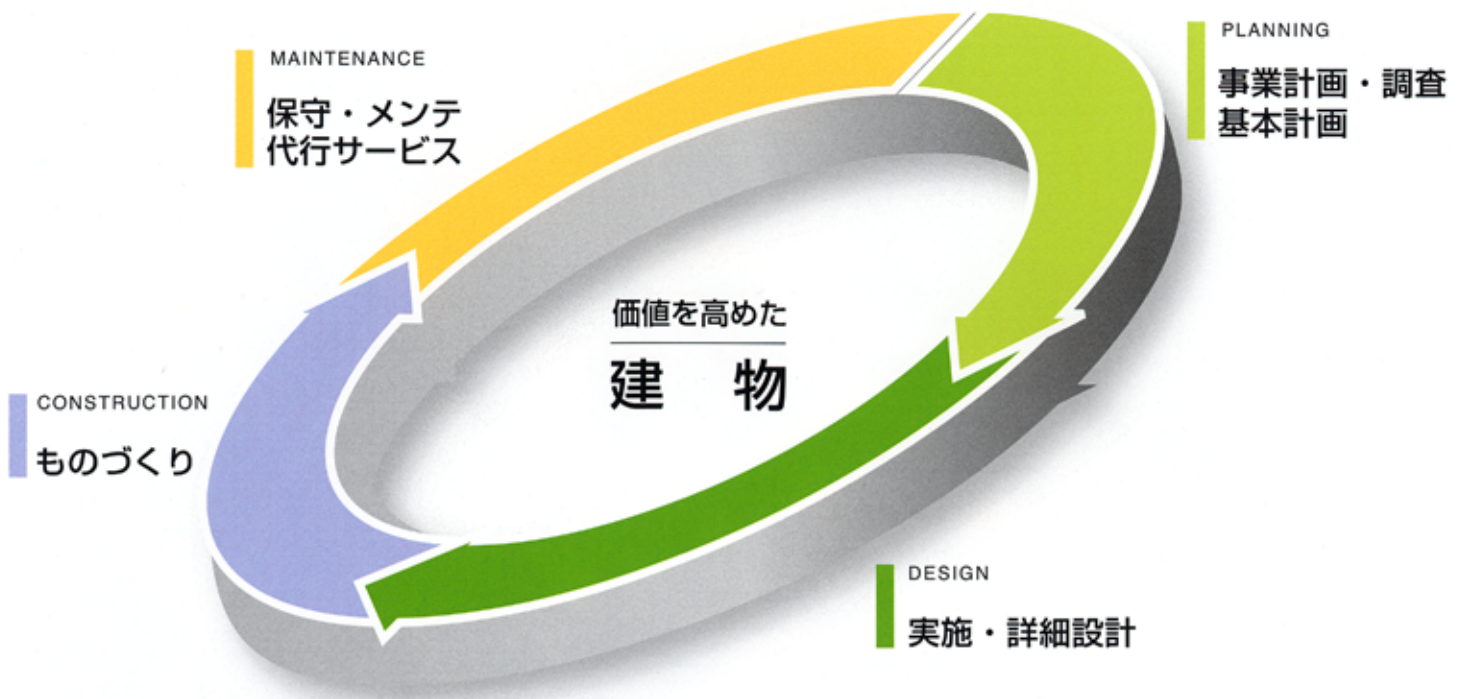 MAINTENANCE
保守・メンテ
代行サービス
PLANNING
事業計画・調査
基本計画
価値を高めた
建 物
CONSTRUCTION
ものづくり
DESIGN
実施・詳細設計